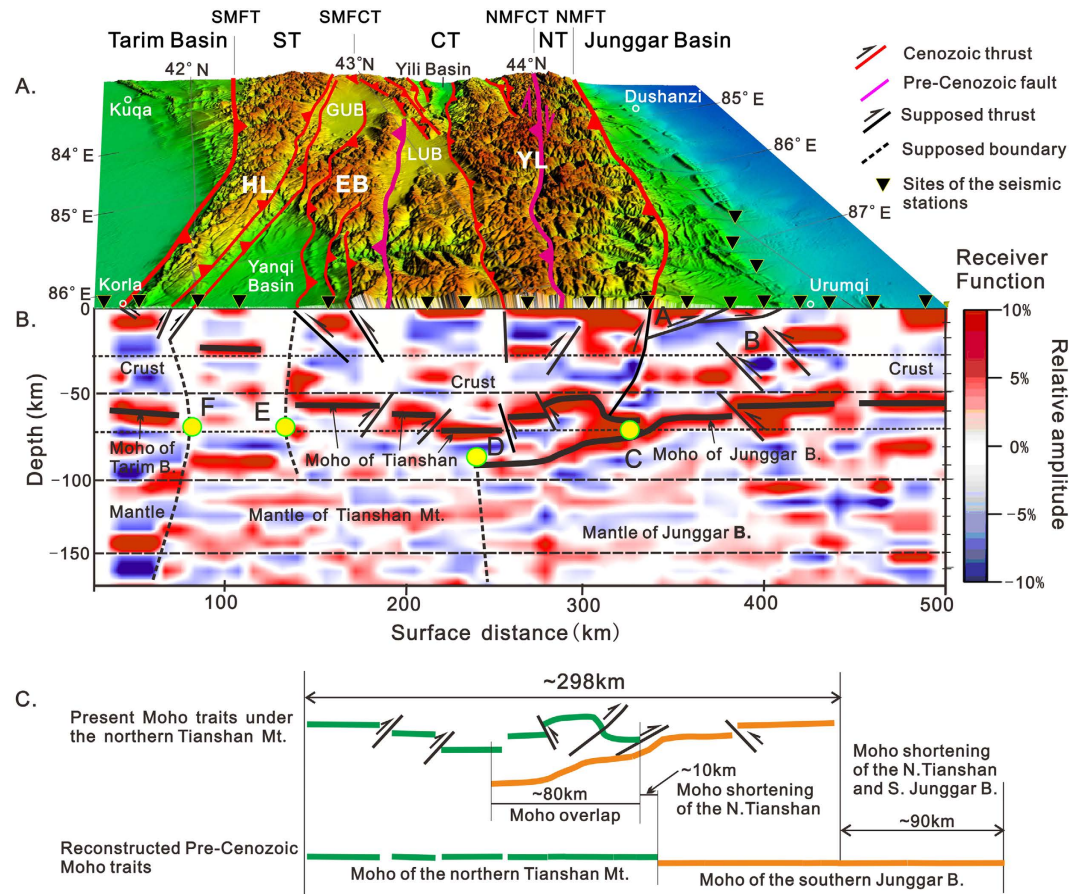 A.
SMFT
SMFCT
NMFCT
NMFT
Tarim Basin
ST
CT
NT
Junggar Basin
42° N
43° N
Yili Basin
44° N
Kuqa
GUB
LUB
Dushanzi
85° E
86° E
87° E
84° E
85° E
86° E
HL
EB
YL
Yanqi
Basin
Korla
Urumqi
Cenozoic thrust
Pre-Cenozoic fault
Supposed thrust
Supposed boundary
Sites of the seismic
stations
Receiver
Function
10%
5%
0%
-5%
-10%
Relative amplitude
B.
0
-50
-100
-150
Depth (km)
A
B
Crust
Crust
Crust
F
E
D
C
Moho of
Tarim B.
Moho of Tianshan
Moho of Junggar B.
Mantle
Mantle of Tianshan Mt.
Mantle of Junggar B.
100
200
300
400
500
Surface distance (km)
C.
~298km
Present Moho traits under
the northern Tianshan Mt.
~80km
Moho overlap
~10km
Moho shortening
of the N.Tianshan
Moho shortening
of the N.Tianshan
and S. Junggar B.
~90km
Reconstructed Pre-Cenozoic
Moho traits
Moho of the northern Tianshan Mt.
Moho of the southern Junggar B.